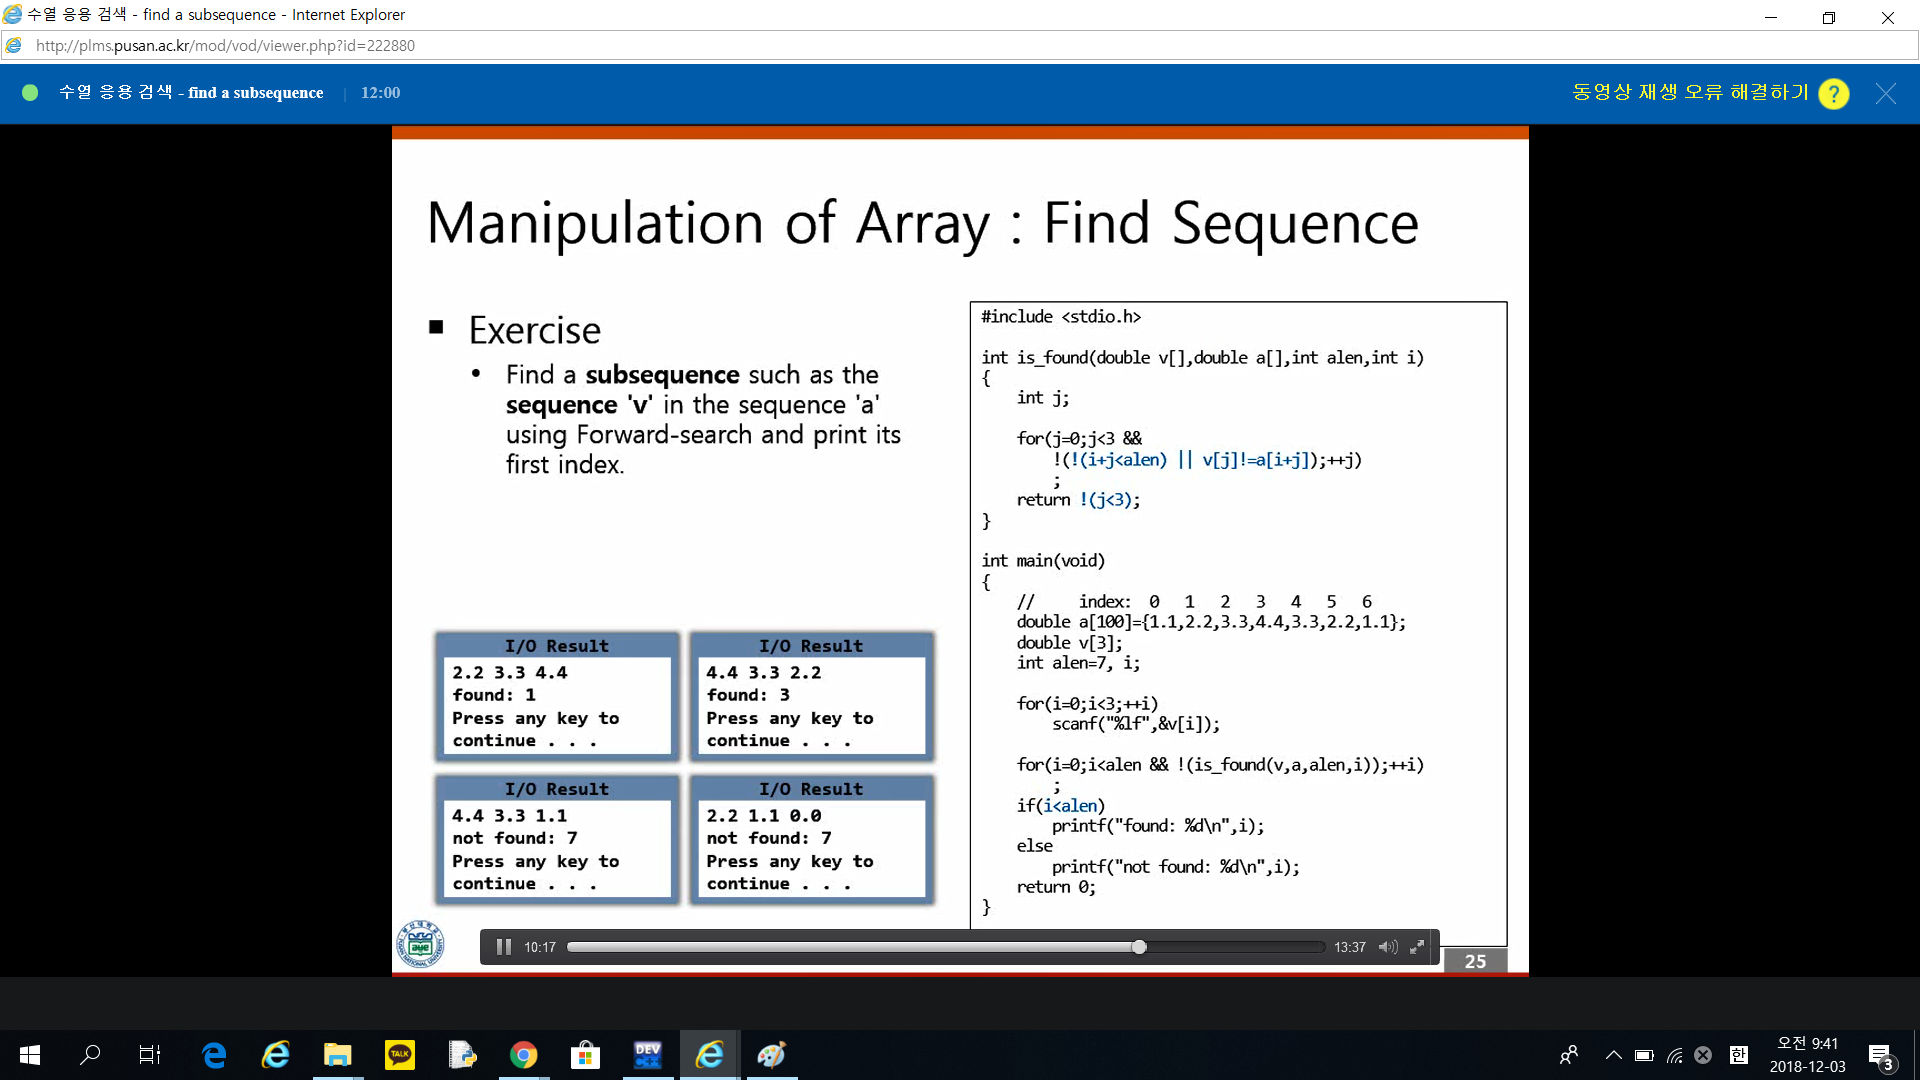 수열 응용 검색 - find a subsequence - Internet Explorer
http://plms.pusan.ac.kr/mod/vod/viewer.php?id=222880
수열 응용 검색 - find a subsequence | 12:00
동영상 재생 오류 해결하기 ?
Manipulation of Array : Find Sequence
Exercise
Find a subsequence such as the
sequence 'v' in the sequence 'a'
using Forward-search and print its
first index.
I/O Result
2.2 3.3 4.4
found: 1
Press any key to
continue . . .
I/O Result
4.4 3.3 2.2
found: 3
Press any key to
continue . . .
I/O Result
4.4 3.3 1.1
not found: 7
Press any key to
continue . . .
I/O Result
2.2 1.1 0.0
not found: 7
Press any key to
continue . . .
#include <stdio.h>
int is_found(double v[],double a[],int alen,int i)
{
int j;
for(j=0;j<3 &&
!(!(i+j<alen) || v[j]!=a[i+j]);++j)
;
return !(j<3);
}
int main(void)
{
// index: 0 1 2 3 4 5 6
double a[100]={1.1,2.2,3.3,4.4,3.3,2.2,1.1};
double v[3];
int alen=7, i;
for(i=0;i<3;++i)
scanf("%lf",&v[i]);
for(i=0;i<alen && !(is_found(v,a,alen,i));++i)
;
if(i<alen)
printf("found: %d\n",i);
else
printf("not found: %d\n",i);
return 0;
}
10:17
13:37
25
TALK
DEV
한
오전 9:41
2018-12-03
3